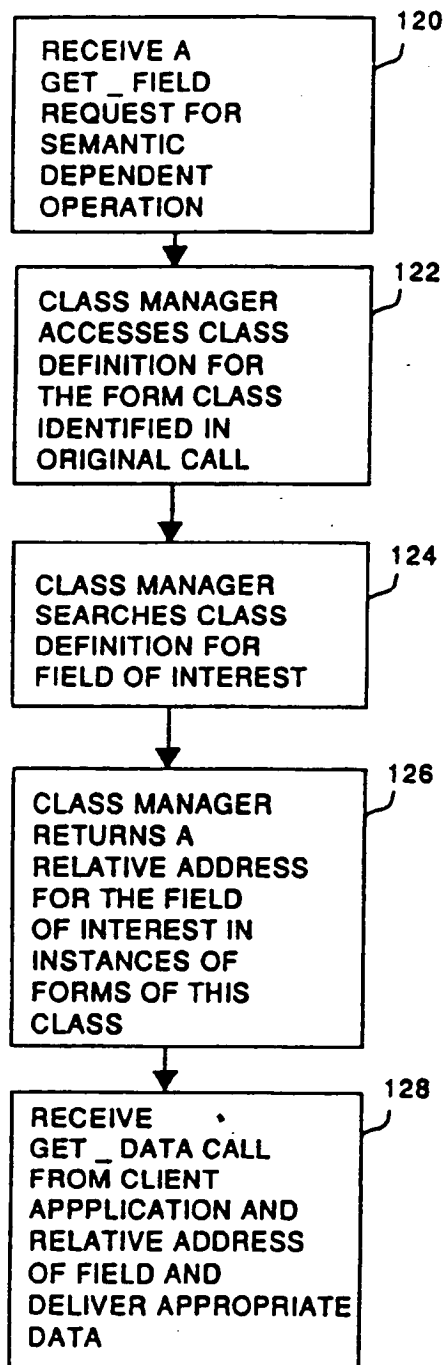 120
RECEIVE A
GET _ FIELD
REQUEST FOR
SEMANTIC
DEPENDENT
OPERATION
122
CLASS MANAGER
ACCESSES CLASS
DEFINITION FOR
THE FORM CLASS
IDENTIFIED IN
ORIGINAL CALL
124
CLASS MANAGER
SEARCHES CLASS
DEFINITION FOR
FIELD OF INTEREST
126
CLASS MANAGER
RETURNS A
RELATIVE ADDRESS
FOR THE FIELD
OF INTEREST IN
INSTANCES OF
FORMS OF THIS
CLASS
128
RECEIVE
GET _ DATA CALL
FROM CLIENT
APPPLICATION AND
RELATIVE ADDRESS
OF FIELD AND
DELIVER APPROPRIATE
DATA